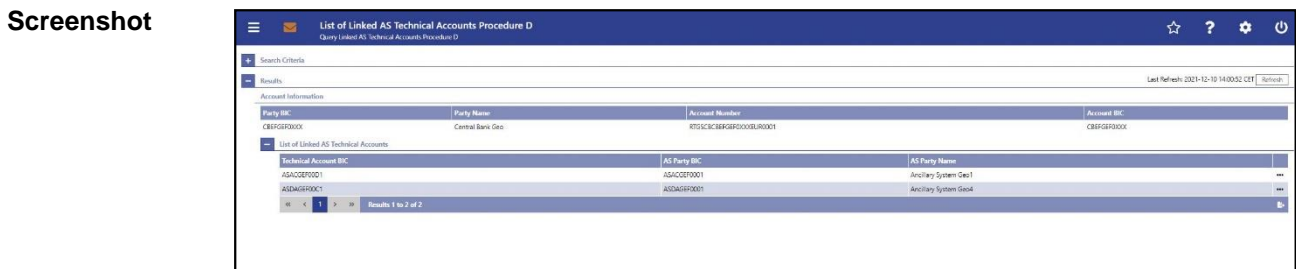 Screenshot
List of Linked AS Technical Accounts Procedure D
Query Linked AS Technical Accounts Procedure D
Search Criteria
Results
Last Refresh: 2021-12-10 14:00:52 CET Refresh
Account Information
Party BIC Party Name Account Number Account BIC
CBEFGEF0XXX Central Bank Geo RTGSCBCBEFGEF0XXXEUR0001 CBEFGEF0XXX
List of Linked AS Technical Accounts
Technical Account BIC AS Party BIC AS Party Name
ASACGEF00D1 ASACGEF0001 Ancillary System Geo1
ASDAGEF00C1 ASDAGEF0001 Ancillary System Geo4
1 Results 1 to 2 of 2